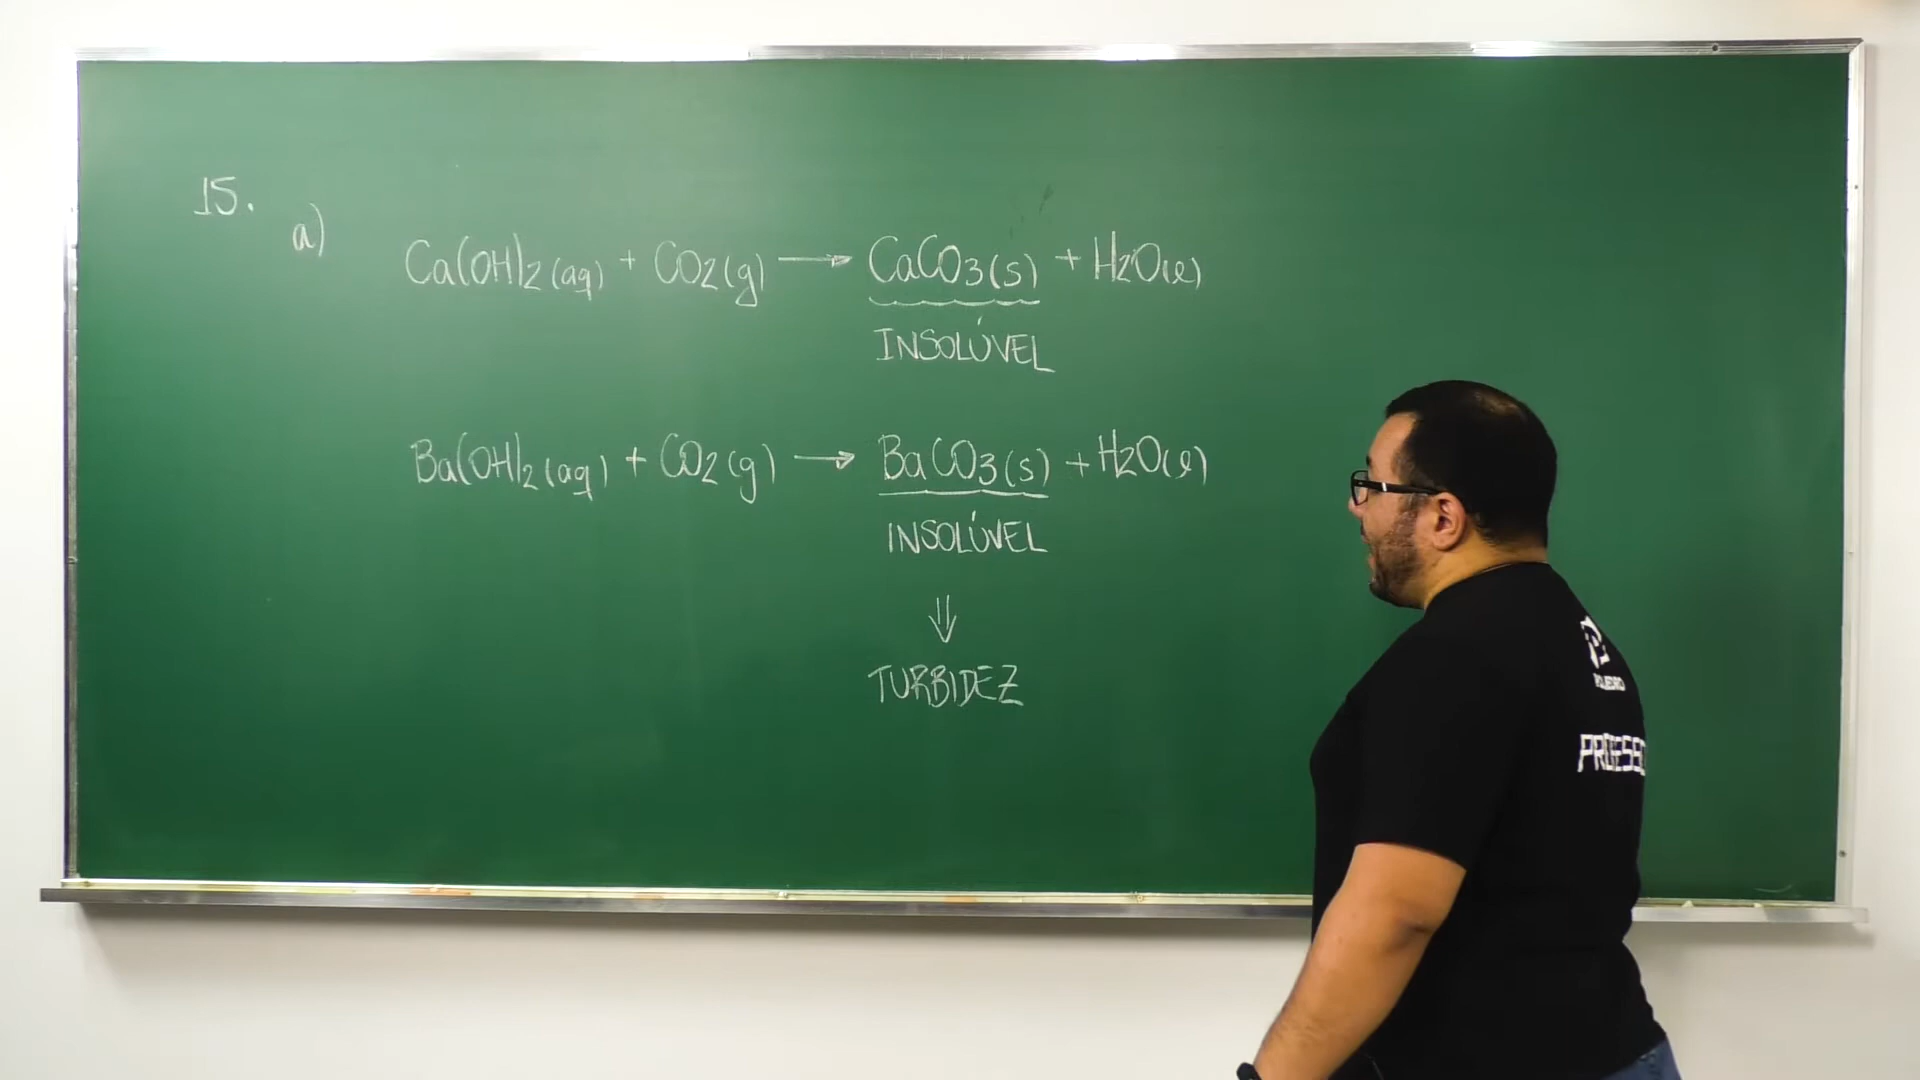 15.
a)
Ca(OH)2(aq) + CO2(g) → CaCO3(s) + H2O(l)
INSOLÚVEL
Ba(OH)2(aq) + CO2(g) → BaCO3(s) + H2O(l)
INSOLÚVEL
⇓
TURBIDEZ